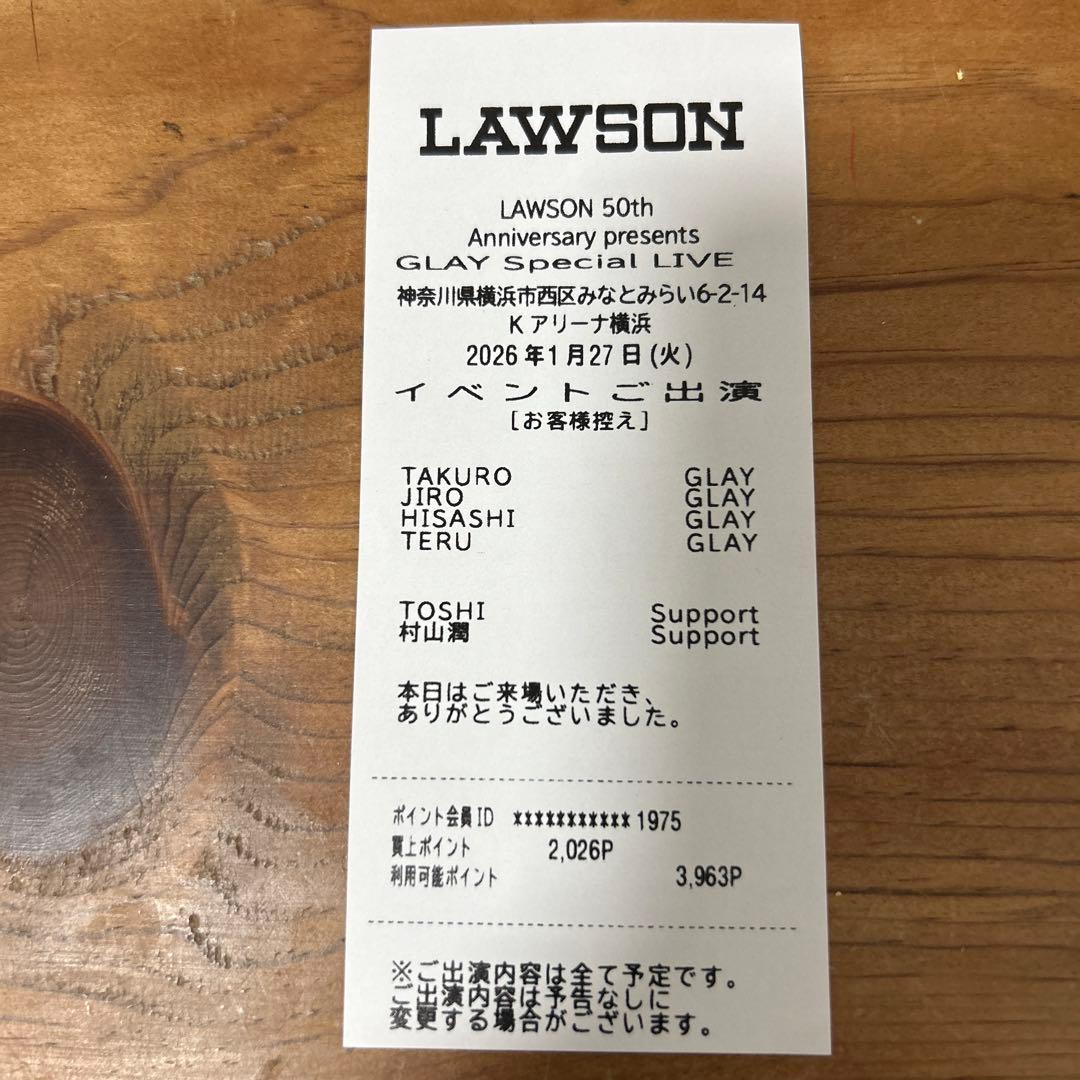 LAWSON
LAWSON 50th
Anniversary presents
GLAY Special LIVE
神奈川県横浜市西区みなとみらい6-2-14
K アリーナ横浜
2026 年1 月27 日 (火)
イベントご出演
[お客様控え]
TAKURO GLAY
JIRO GLAY
HISASHI GLAY
TERU GLAY
TOSHI Support
村山潤 Support
本日はご来場いただき、
ありがとうございました。
ポイント会員ID ***********1975
買上ポイント 2,026P
利用可能ポイント 3,963P
※ご出演内容は全て予定です。
ご出演内容は予告なしに
変更する場合がございます。